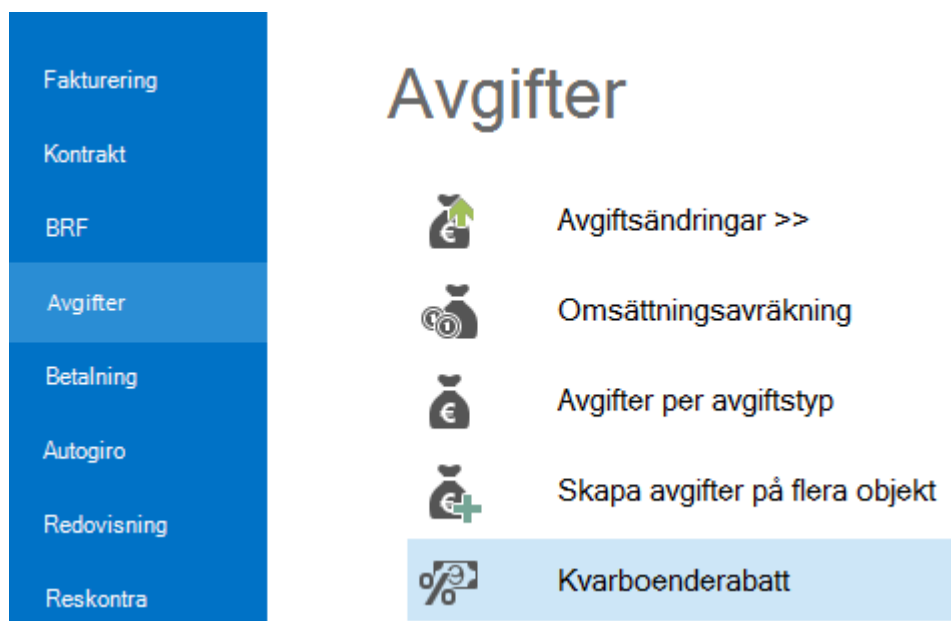 Fakturering
Kontrakt
BRF
Avgifter
Betalning
Autogiro
Redovisning
Reskontra
Avgifter
Avgiftsändringar >>
Omsättningsavräkning
Avgifter per avgiftstyp
Skapa avgifter på flera objekt
Kvarboenderabatt